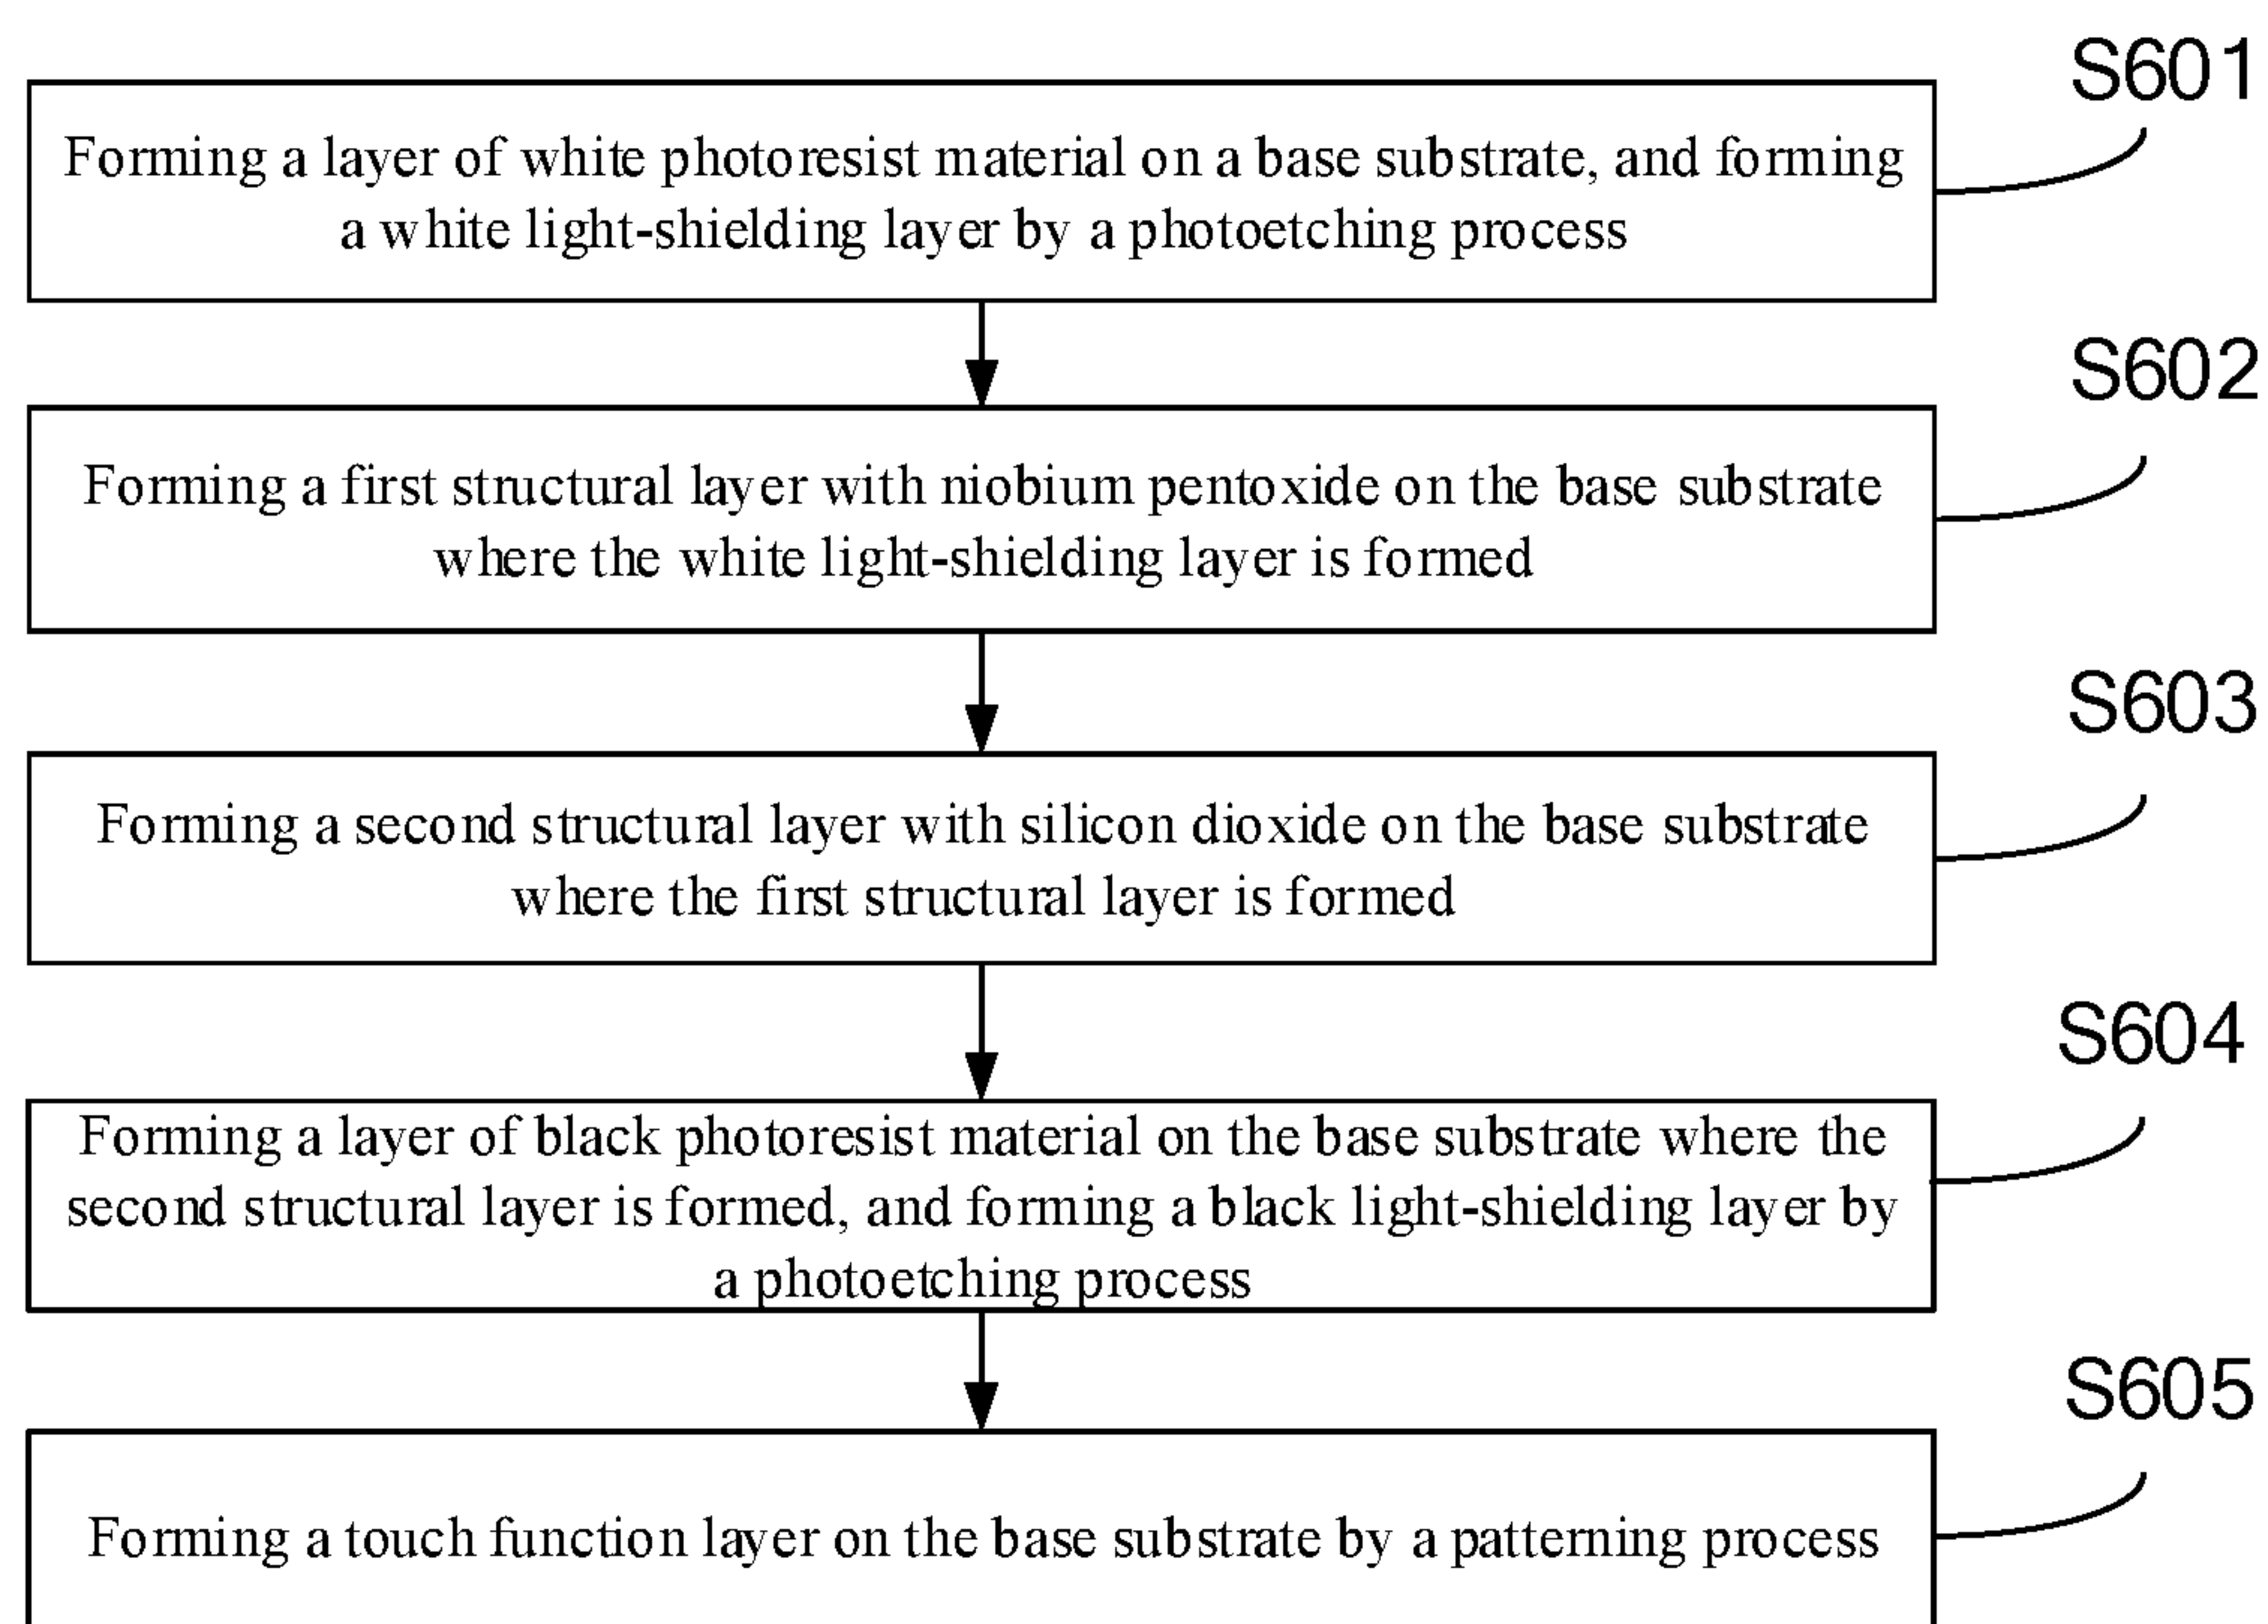 S601
Forming a layer of white photoresist material on a base substrate, and forming
a white light-shielding layer by a photoetching process
S602
Forming a first structural layer with niobium pentoxide on the base substrate
where the white light-shielding layer is formed
S603
Forming a second structural layer with silicon dioxide on the base substrate
where the first structural layer is formed
S604
Forming a layer of black photoresist material on the base substrate where the
second structural layer is formed, and forming a black light-shielding layer by
a photoetching process
S605
Forming a touch function layer on the base substrate by a patterning process